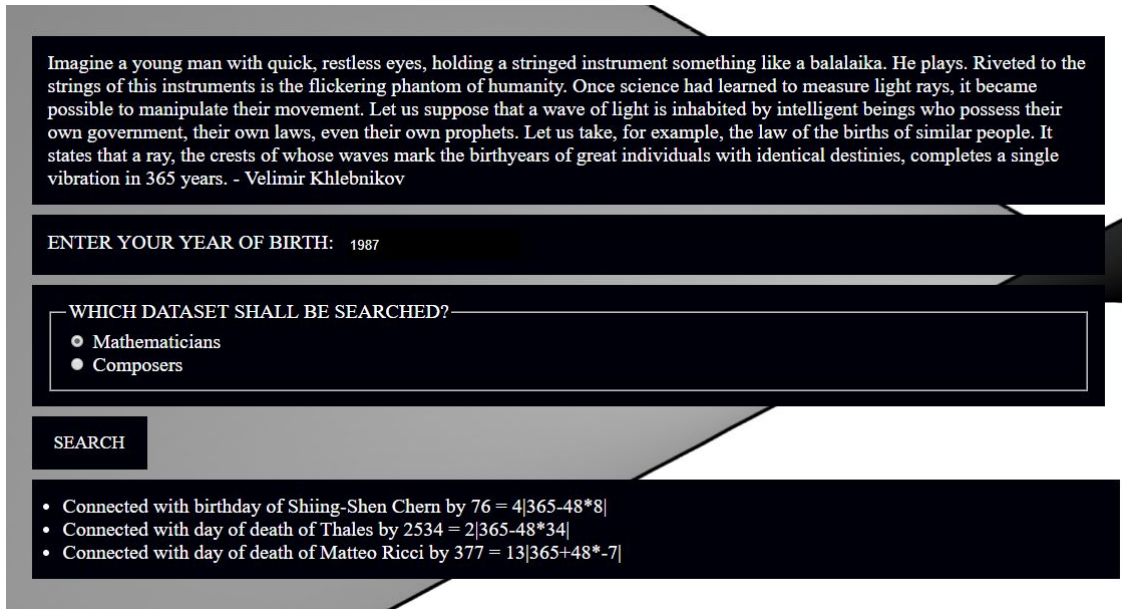 Imagine a young man with quick, restless eyes, holding a stringed instrument something like a balalaika. He plays. Riveted to the
strings of this instruments is the flickering phantom of humanity. Once science had learned to measure light rays, it became
possible to manipulate their movement. Let us suppose that a wave of light is inhabited by intelligent beings who possess their
own government, their own laws, even their own prophets. Let us take, for example, the law of the births of similar people. It
states that a ray, the crests of whose waves mark the birthyears of great individuals with identical destinies, completes a single
vibration in 365 years. - Velimir Khlebnikov
ENTER YOUR YEAR OF BIRTH: 1987
WHICH DATASET SHALL BE SEARCHED?
Mathematicians
Composers
SEARCH
• Connected with birthday of Shiing-Shen Chern by 76 = 4|365-48*8|
• Connected with day of death of Thales by 2534 = 2|365-48*34|
• Connected with day of death of Matteo Ricci by 377 = 13|365+48*-7|